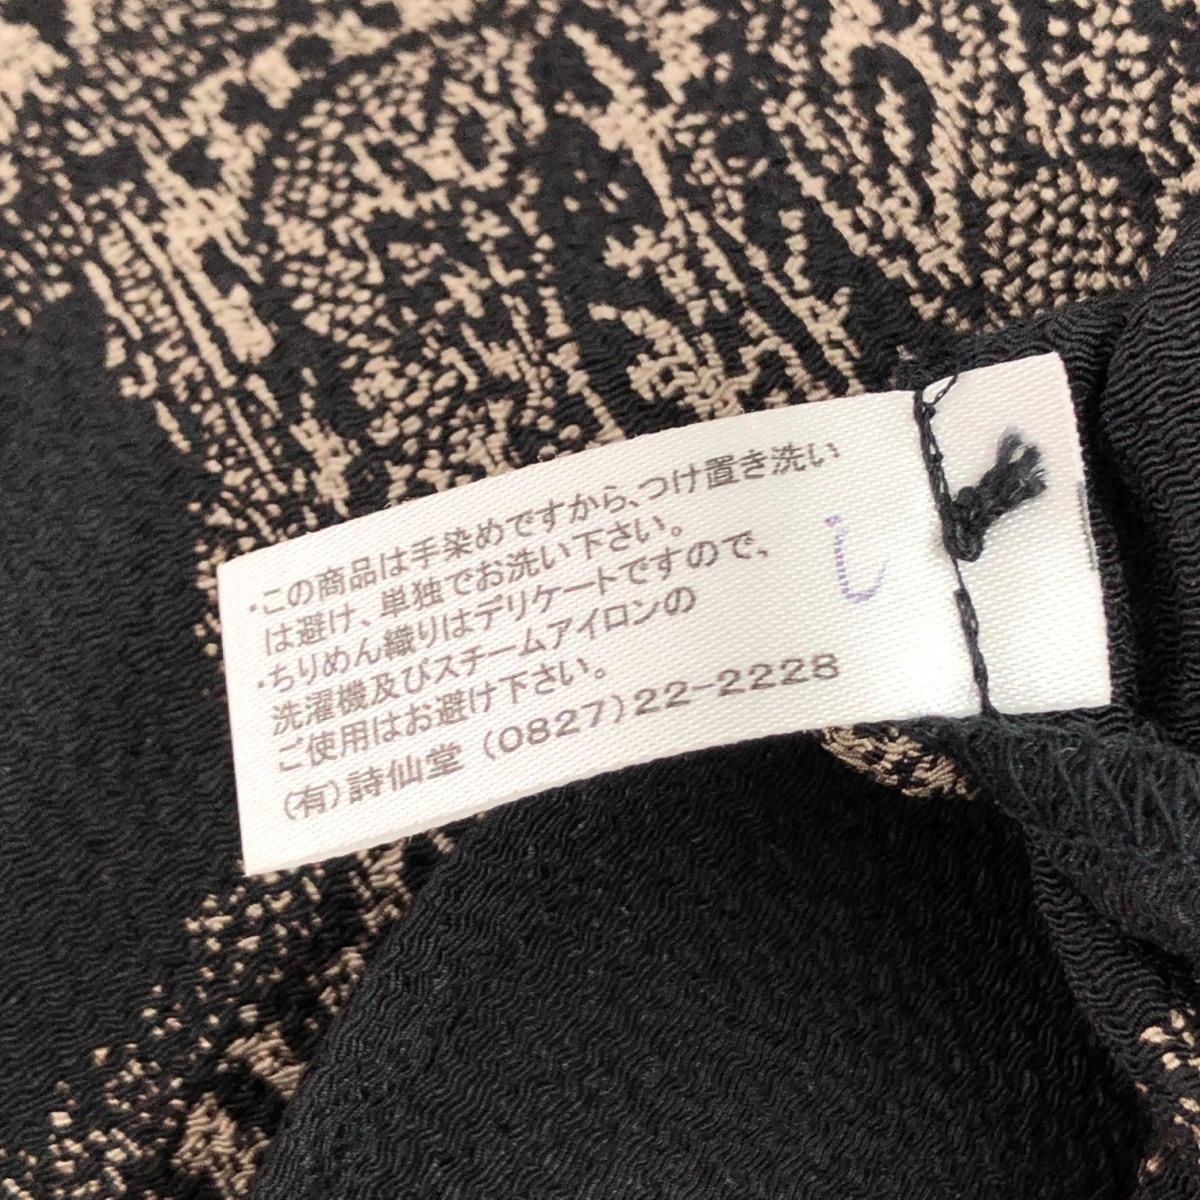 ・この商品は手染めですから、つけ置き洗い
は避け、単独でお洗い下さい。
・ちりめん織りはデリケートですので、
洗濯機及びスチームアイロンの
ご使用はお避け下さい。
(有)詩仙堂 (0827)22-2228
し